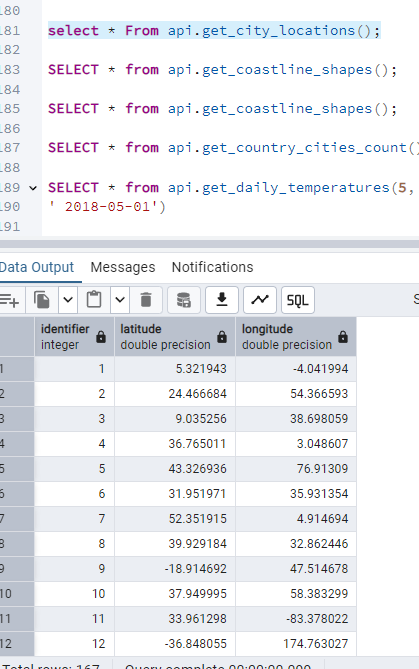 180
181 select * From api.get_city_locations();
182
183 SELECT * from api.get_coastline_shapes();
184
185 SELECT * from api.get_coastline_shapes();
186
187 SELECT * from api.get_country_cities_count()
188
189 SELECT * from api.get_daily_temperatures(5,
190 ' 2018-05-01')
191
Data Output Messages Notifications
SQL S
identifier latitude longitude
integer double precision double precision
1 1 5.321943 -4.041994
2 2 24.466684 54.366593
3 3 9.035256 38.698059
4 4 36.765011 3.048607
5 5 43.326936 76.91309
6 6 31.951971 35.931354
7 7 52.351915 4.914694
8 8 39.929184 32.862446
9 9 -18.914692 47.514678
10 10 37.949995 58.383299
11 11 33.961298 -83.378022
12 12 -36.848055 174.763027
Total rows: 167 Query complete 00:00:00.000